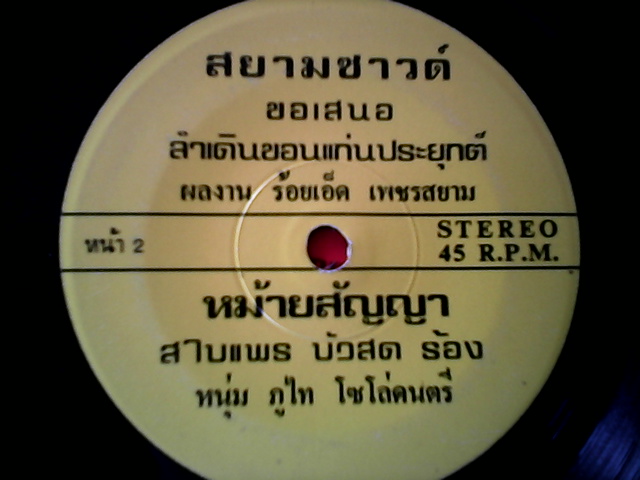 สยามซาวด์
ขอเสนอ
ลำเดินขอนแก่นประยุกต์
ผลงาน ร้อยเอ็ด เพชรสยาม
หน้า 2
STEREO
45 R.P.M.
หม้ายสัญญา
สาบแพร บัวสด ร้อง
หนุ่ม ภูไท โซโล่ดนตรี